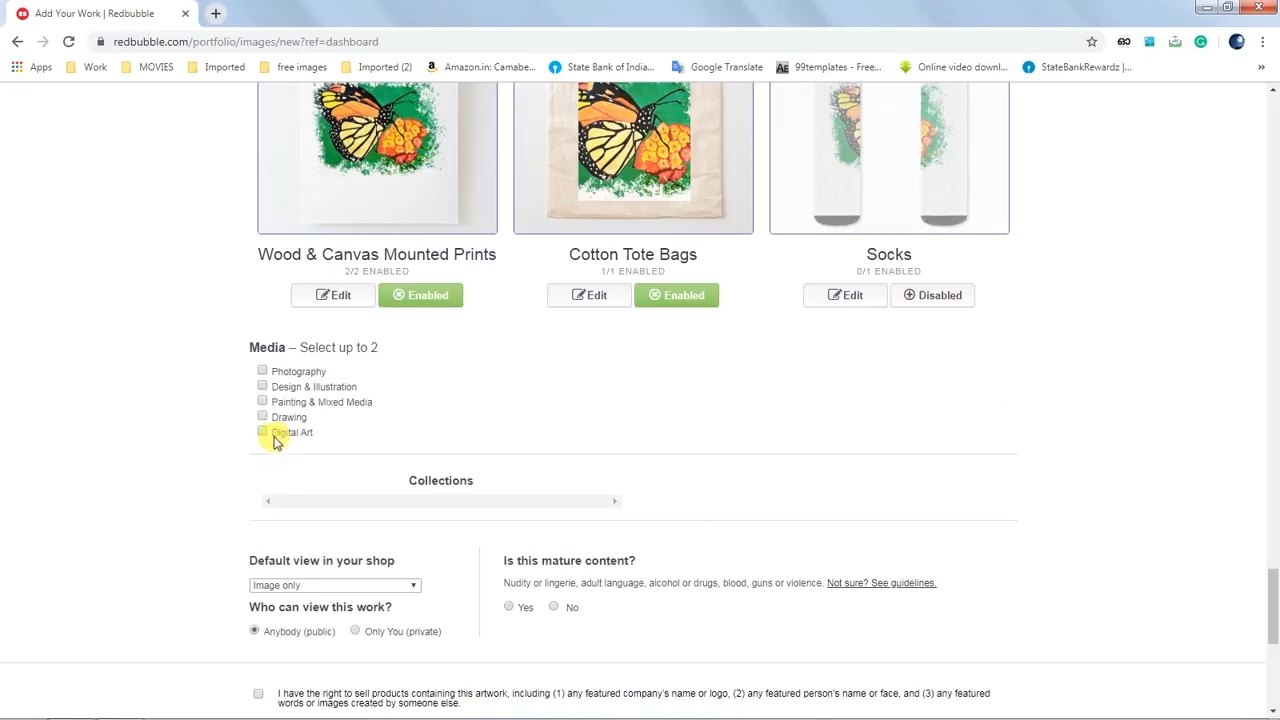 Add Your Work | Redbubble
redbubble.com/portfolio/images/new?ref=dashboard
Apps Work MOVIES Imported free images Imported (2) Amazon.in: Camabe... State Bank of India... Google Translate 99templates - Free... Online video downl... StateBankRewardz |... »
Wood & Canvas Mounted Prints Cotton Tote Bags Socks
2/2 ENABLED 1/1 ENABLED 0/1 ENABLED
Edit Enabled Edit Enabled Edit Disabled
Media – Select up to 2
Photography
Design & Illustration
Painting & Mixed Media
Drawing
Digital Art
Collections
Default view in your shop
Image only
Who can view this work?
Anybody (public) Only You (private)
Is this mature content?
Nudity or lingerie, adult language, alcohol or drugs, blood, guns or violence. Not sure? See guidelines.
Yes No
I have the right to sell products containing this artwork, including (1) any featured company's name or logo, (2) any featured person's name or face, and (3) any featured
words or images created by someone else.